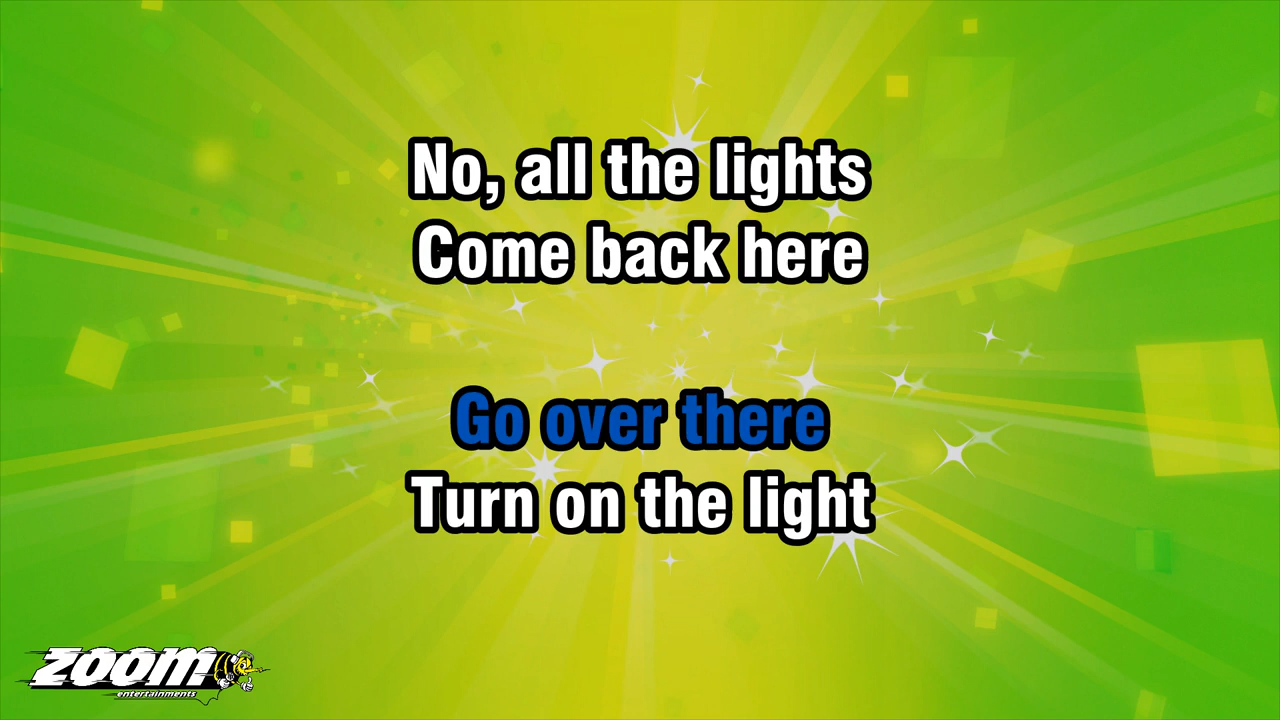 No, all the lights
Come back here
Go over there
Turn on the light
zoom
entertainments